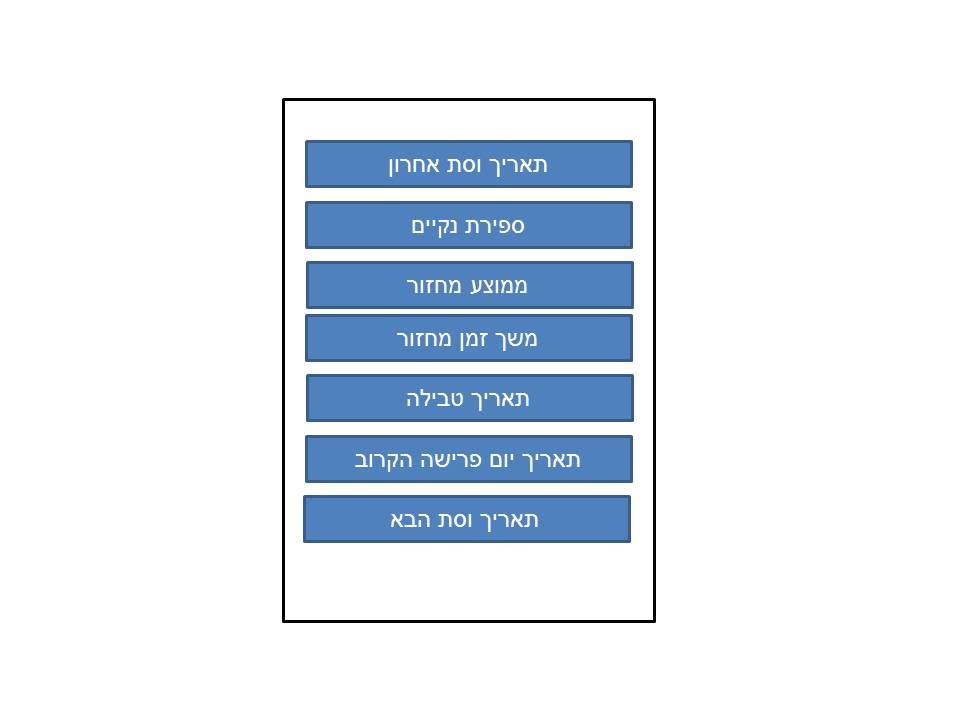 תאריך וסת אחרון
ספירת נקיים
ממוצע מחזור
משך זמן מחזור
תאריך טבילה
תאריך יום פרישה הקרוב
תאריך וסת הבא